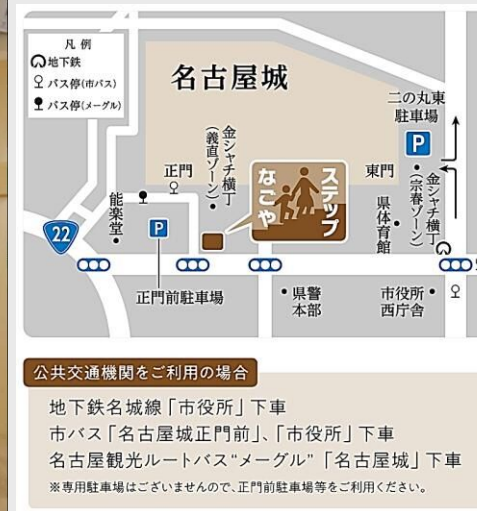 凡例
地下鉄
バス停(市バス)
バス停(メーグル)
名古屋城
二の丸東
駐車場
P
金シャチ横丁
(義直ゾーン)
正門
能楽堂
22
P
正門前駐車場
ステップ
なごや
東門
県体育館
金シャチ横丁
(宗春ゾーン)
県警
本部
市役所
西庁舎
公共交通機関をご利用の場合
地下鉄名城線「市役所」下車
市バス「名古屋城正門前」、「市役所」下車
名古屋観光ルートバス“メーグル”「名古屋城」下車
※専用駐車場はございませんので、正門前駐車場等をご利用ください。